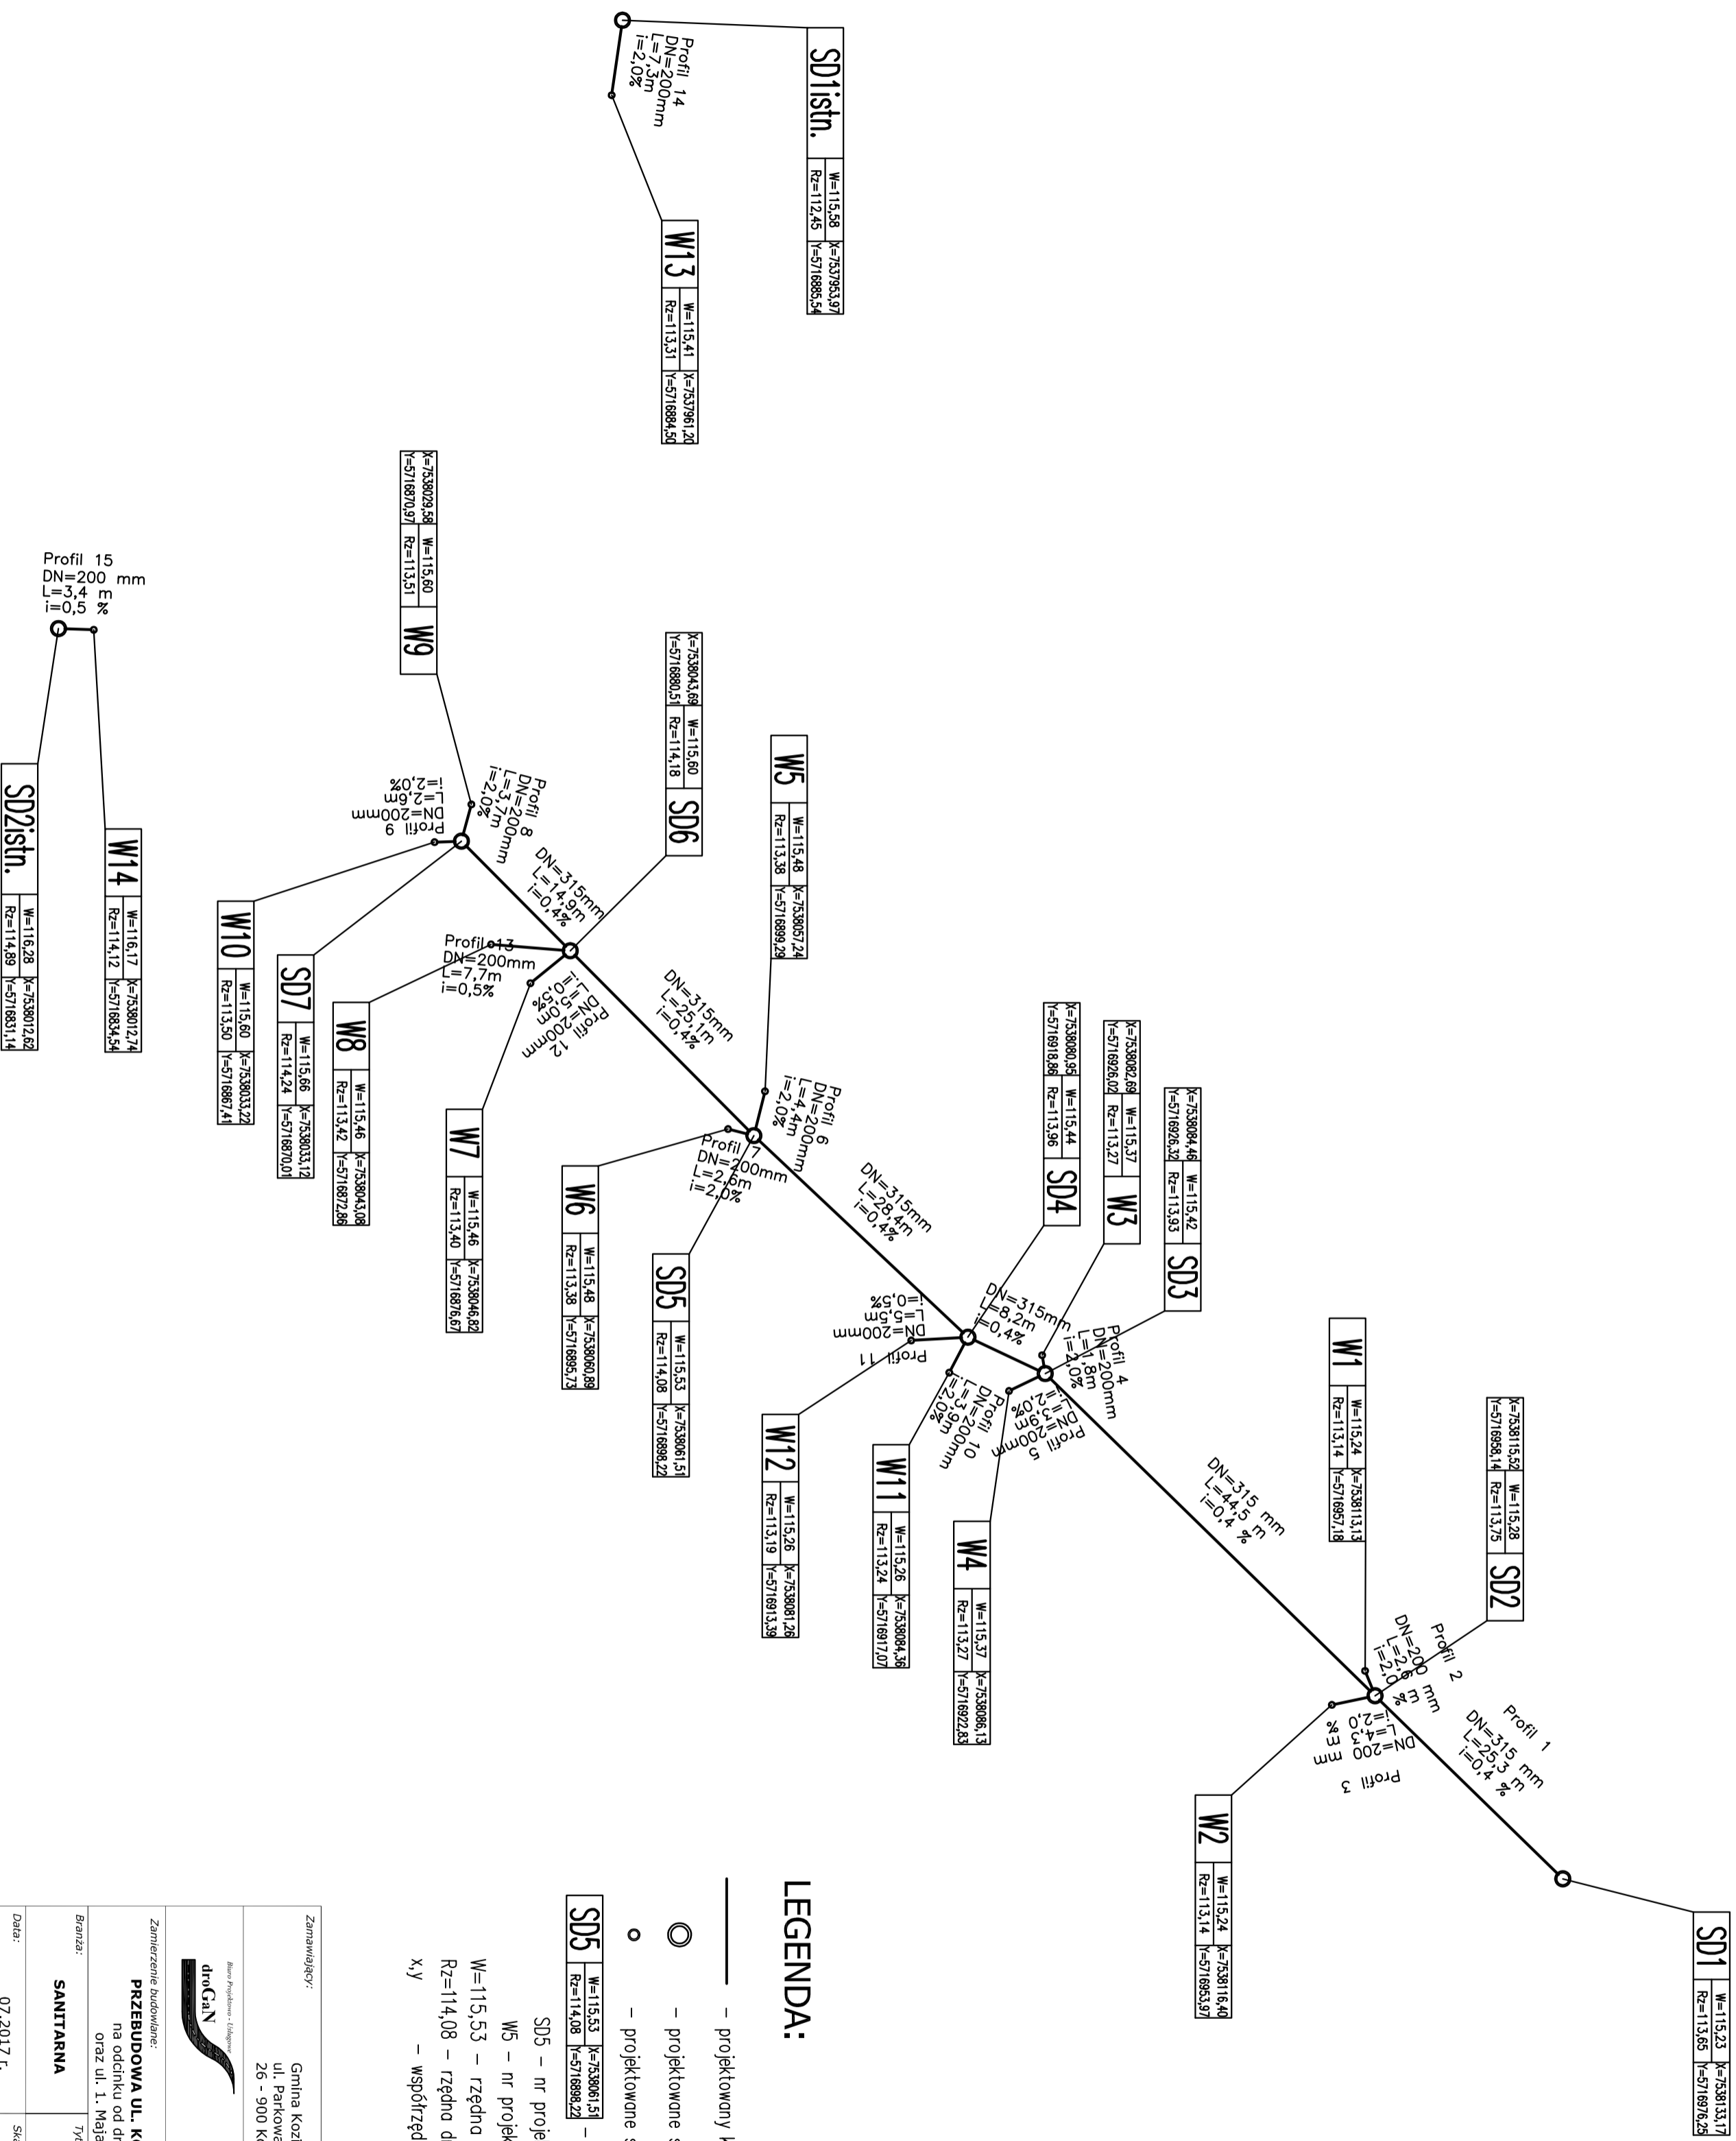 SD1istn.
W=115,58
Rz=112,45
X=7537953,97
Y=5716885,54
Profil 14
DN=200mm
L=7,3m
i=2,0%
W13
W=115,41
Rz=113,31
X=7537961,20
Y=5716884,50
X=7538029,58
Y=5716870,97
W=115,60
Rz=113,51
W9
Profil 15
DN=200 mm
L=3,4 m
i=0,5 %
SD2istn.
W=116,28
Rz=114,89
X=7538012,62
Y=5716831,14
W14
W=116,17
Rz=114,12
X=7538012,74
Y=5716834,54
X=7538043,69
Y=5716880,51
W=115,60
Rz=114,18
SD6
W5
W=115,48
Rz=113,38
X=7538057,24
Y=5716899,29
Profil 8
DN=200mm
L=3,7m
i=2,0%
Profil 9
DN=200mm
L=2,6m
i=2,0%
DN=315mm
L=14,9m
i=0,4%
W10
W=115,60
Rz=113,50
X=7538033,22
Y=5716867,41
SD7
W=115,66
Rz=114,24
X=7538033,12
Y=5716870,01
Profil 13
DN=200mm
L=7,7m
i=0,5%
Profil 12
DN=200mm
L=5,0m
i=0,5%
W8
W=115,46
Rz=113,42
X=7538043,08
Y=5716872,86
W7
W=115,46
Rz=113,40
X=7538046,82
Y=5716876,67
DN=315mm
L=25,1m
i=0,4%
Profil 6
DN=200mm
L=4,4m
i=2,0%
Profil 7
DN=200mm
L=2,6m
i=2,0%
W6
W=115,48
Rz=113,38
X=7538060,89
Y=5716895,73
SD5
W=115,53
Rz=114,08
X=7538061,51
Y=5716898,22
DN=315mm
L=28,4m
i=0,4%
X=7538080,95
Y=5716918,86
W=115,44
Rz=113,96
SD4
X=7538082,69
Y=5716926,02
W=115,37
Rz=113,27
W3
X=7538084,46
Y=5716926,32
W=115,42
Rz=113,93
SD3
DN=315mm
L=8,2m
i=0,4%
Profil 4
DN=200mm
L=1,8m
i=2,0%
Profil 5
DN=200mm
L=3,9m
i=2,0%
Profil 10
DN=200mm
L=3,9m
i=2,0%
Profil 11
DN=200mm
L=5,5m
i=0,5%
W12
W=115,26
Rz=113,19
X=7538081,26
Y=5716913,39
W11
W=115,26
Rz=113,24
X=7538084,36
Y=5716917,07
W4
W=115,37
Rz=113,27
X=7538086,13
Y=5716922,83
DN=315 mm
L=44,5 m
i=0,4 %
W1
W=115,24
Rz=113,14
X=7538113,13
Y=5716957,18
X=7538115,52
Y=5716958,14
W=115,28
Rz=113,75
SD2
Profil 2
DN=200 mm
L=2,6 m
i=2,0 %
Profil 3
DN=200 mm
L=4,3 m
i=2,0 %
Profil 1
DN=315 mm
L=25,3 m
i=0,4 %
W2
W=115,24
Rz=113,14
X=7538116,40
Y=5716953,97
SD1
W=115,23
Rz=113,65
X=7538133,17
Y=5716976,25
LEGENDA:
– projektowany
– projektowane
– projektowane
SD5
W=115,53
Rz=114,08
X=7538061,51
Y=5716898,22
–
SD5 – nr
W5 – nr
W=115,53 – rzędna
Rz=114,08 – rzędna
x,y –
Zamawiający:
Gmina
ul.
26 - 900
Biuro Projektowo - Usługowe
droGaN
Zamierzenie budowlane:
PRZEBUDOWA UL.
na odcinku od
oraz ul. 1. Maja
Branża:
SANITARNA
Data:
07.2017 r.